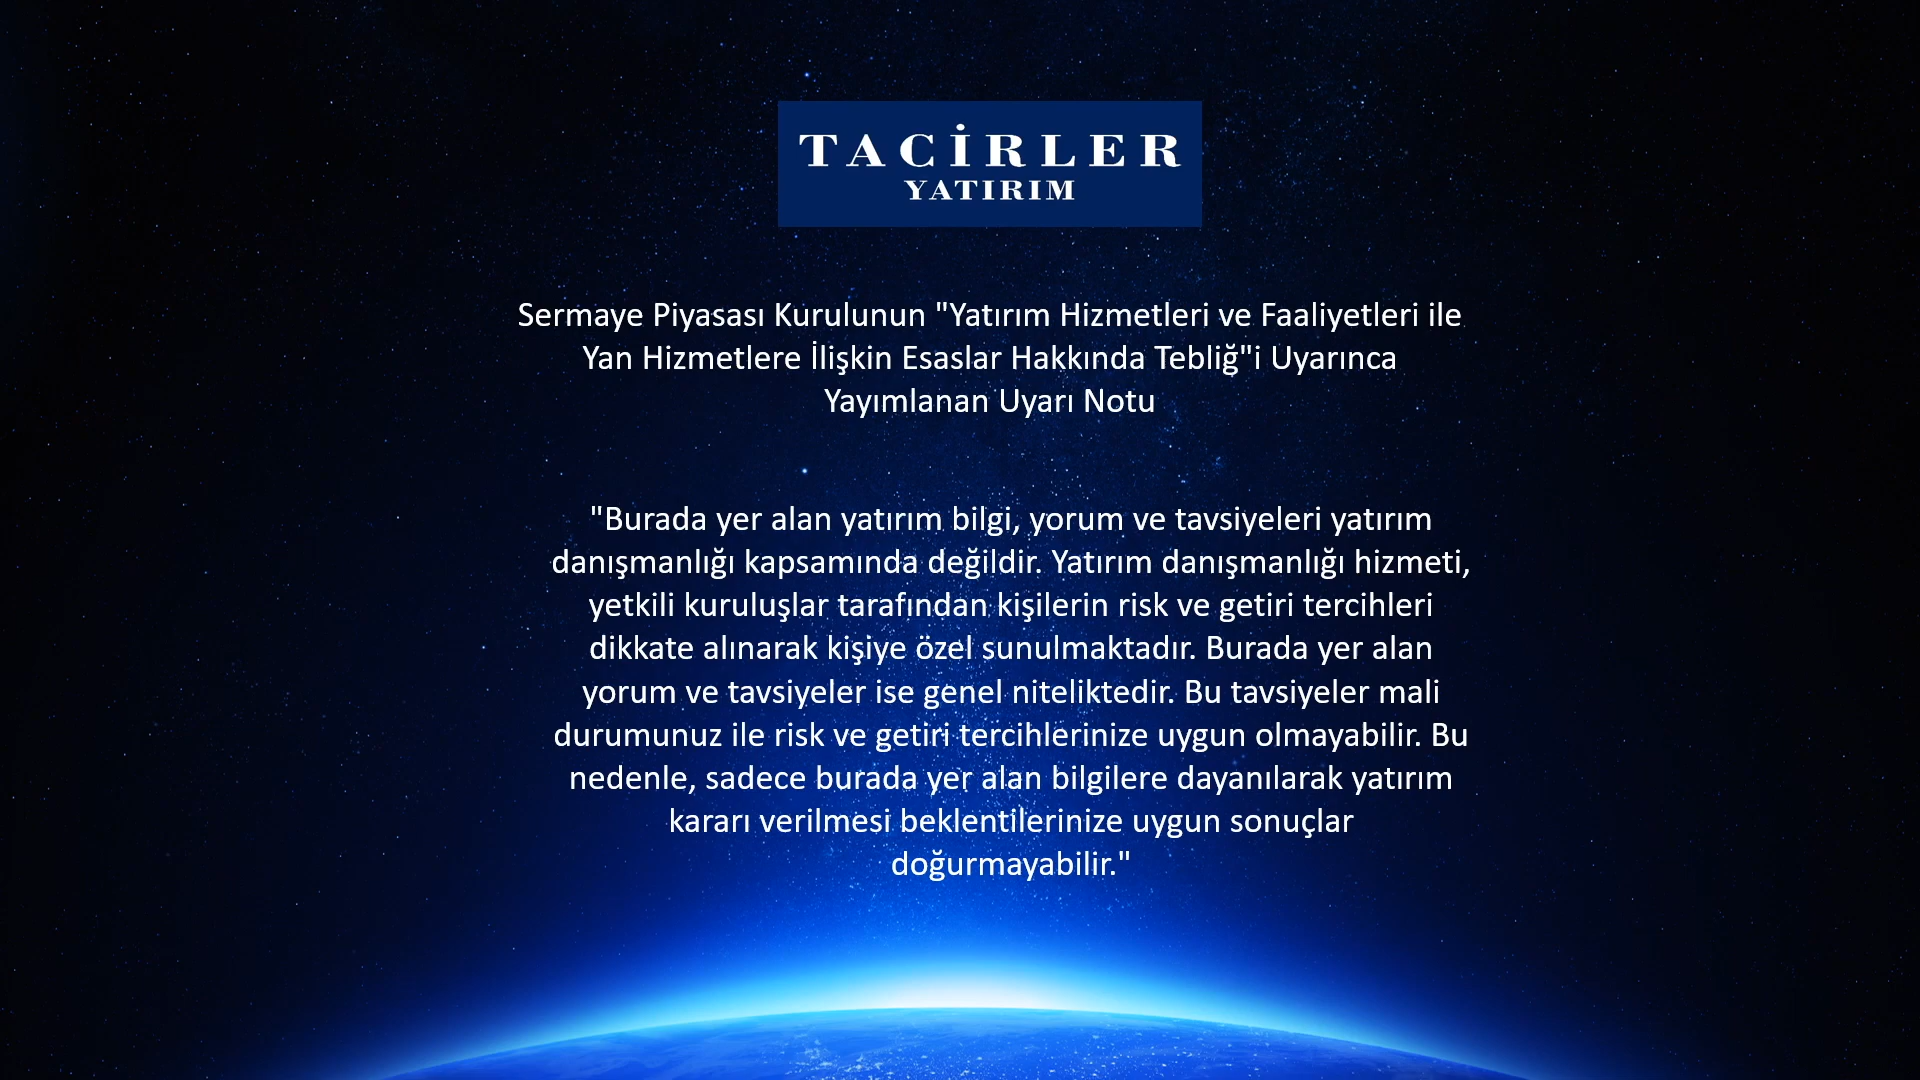 TACİRLER
YATIRIM
Sermaye Piyasası Kurulunun "Yatırım Hizmetleri ve Faaliyetleri ile
Yan Hizmetlere İlişkin Esaslar Hakkında Tebliğ"i Uyarınca
Yayımlanan Uyarı Notu
"Burada yer alan yatırım bilgi, yorum ve tavsiyeleri yatırım
danışmanlığı kapsamında değildir. Yatırım danışmanlığı hizmeti,
yetkili kuruluşlar tarafından kişilerin risk ve getiri tercihleri
dikkate alınarak kişiye özel sunulmaktadır. Burada yer alan
yorum ve tavsiyeler ise genel niteliktedir. Bu tavsiyeler mali
durumunuz ile risk ve getiri tercihlerinize uygun olmayabilir. Bu
nedenle, sadece burada yer alan bilgilere dayanılarak yatırım
kararı verilmesi beklentilerinize uygun sonuçlar
doğurmayabilir."